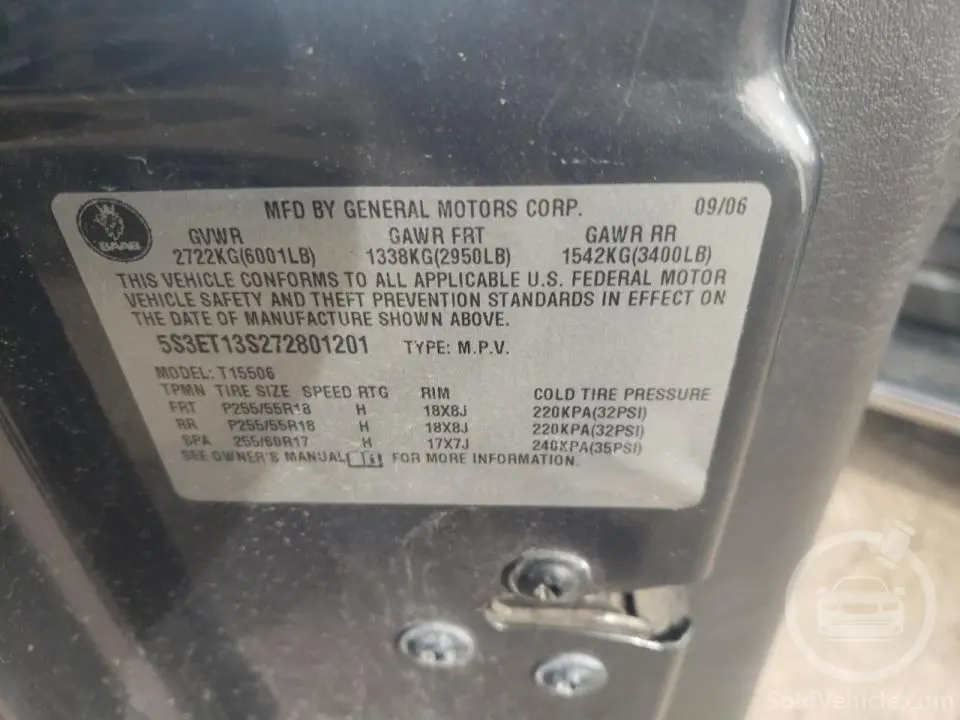 SAAB
MFD BY GENERAL MOTORS CORP. 09/06
GVWR GAWR FRT GAWR RR
2722KG(6001LB) 1338KG(2950LB) 1542KG(3400LB)
THIS VEHICLE CONFORMS TO ALL APPLICABLE U.S. FEDERAL MOTOR
VEHICLE SAFETY AND THEFT PREVENTION STANDARDS IN EFFECT ON
THE DATE OF MANUFACTURE SHOWN ABOVE.
5S3ET13S272801201 TYPE: M.P.V.
MODEL: T15506
TPMN TIRE SIZE SPEED RTG RIM COLD TIRE PRESSURE
FRT P255/55R18 H 18X8J 220KPA(32PSI)
RR P255/55R18 H 18X8J 220KPA(32PSI)
SPA 255/60R17 H 17X7J 240KPA(35PSI)
SEE OWNER'S MANUAL FOR MORE INFORMATION.
SoldVehicle.com